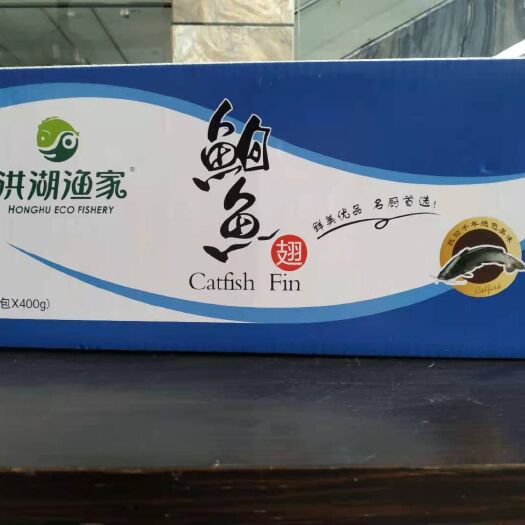 洪湖渔家®
HONGHU ECO FISHERY
包X400g)
鮰
鱼
翅
Catfish Fin
鲜美优品 名厨首选!
Catfish